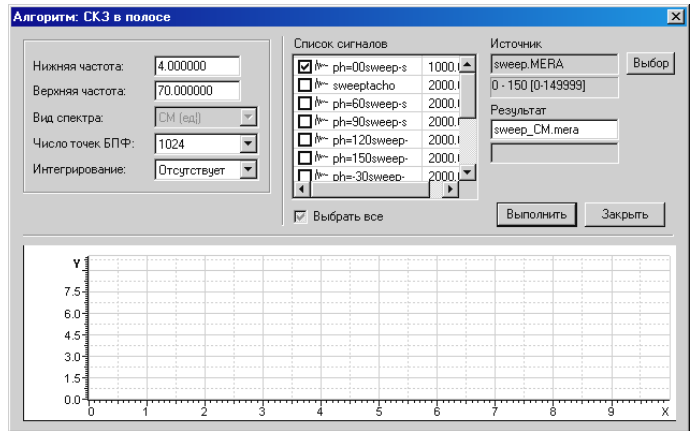 Алгоритм: СКЗ в полосе
Нижняя частота: 4.000000
Верхняя частота: 70.000000
Вид спектра: СМ (ед)
Число точек БПФ: 1024
Интегрирование: Отсутствует
Список сигналов
ph=00sweep-s 1000.
sweeptacho 2000.
ph=60sweep-s 2000.
ph=90sweep-s 2000.
ph=120sweep- 2000.
ph=150sweep- 2000.
ph=-30sweep- 2000.
Выбрать все
Источник
sweep.MERA Выбор
0 - 150 [0-149999]
Результат
sweep_CM.mera
Выполнить Закрыть
Y
7.5
6.0
4.5
3.0
1.5
0.0
0 1 2 3 4 5 6 7 8 9 X